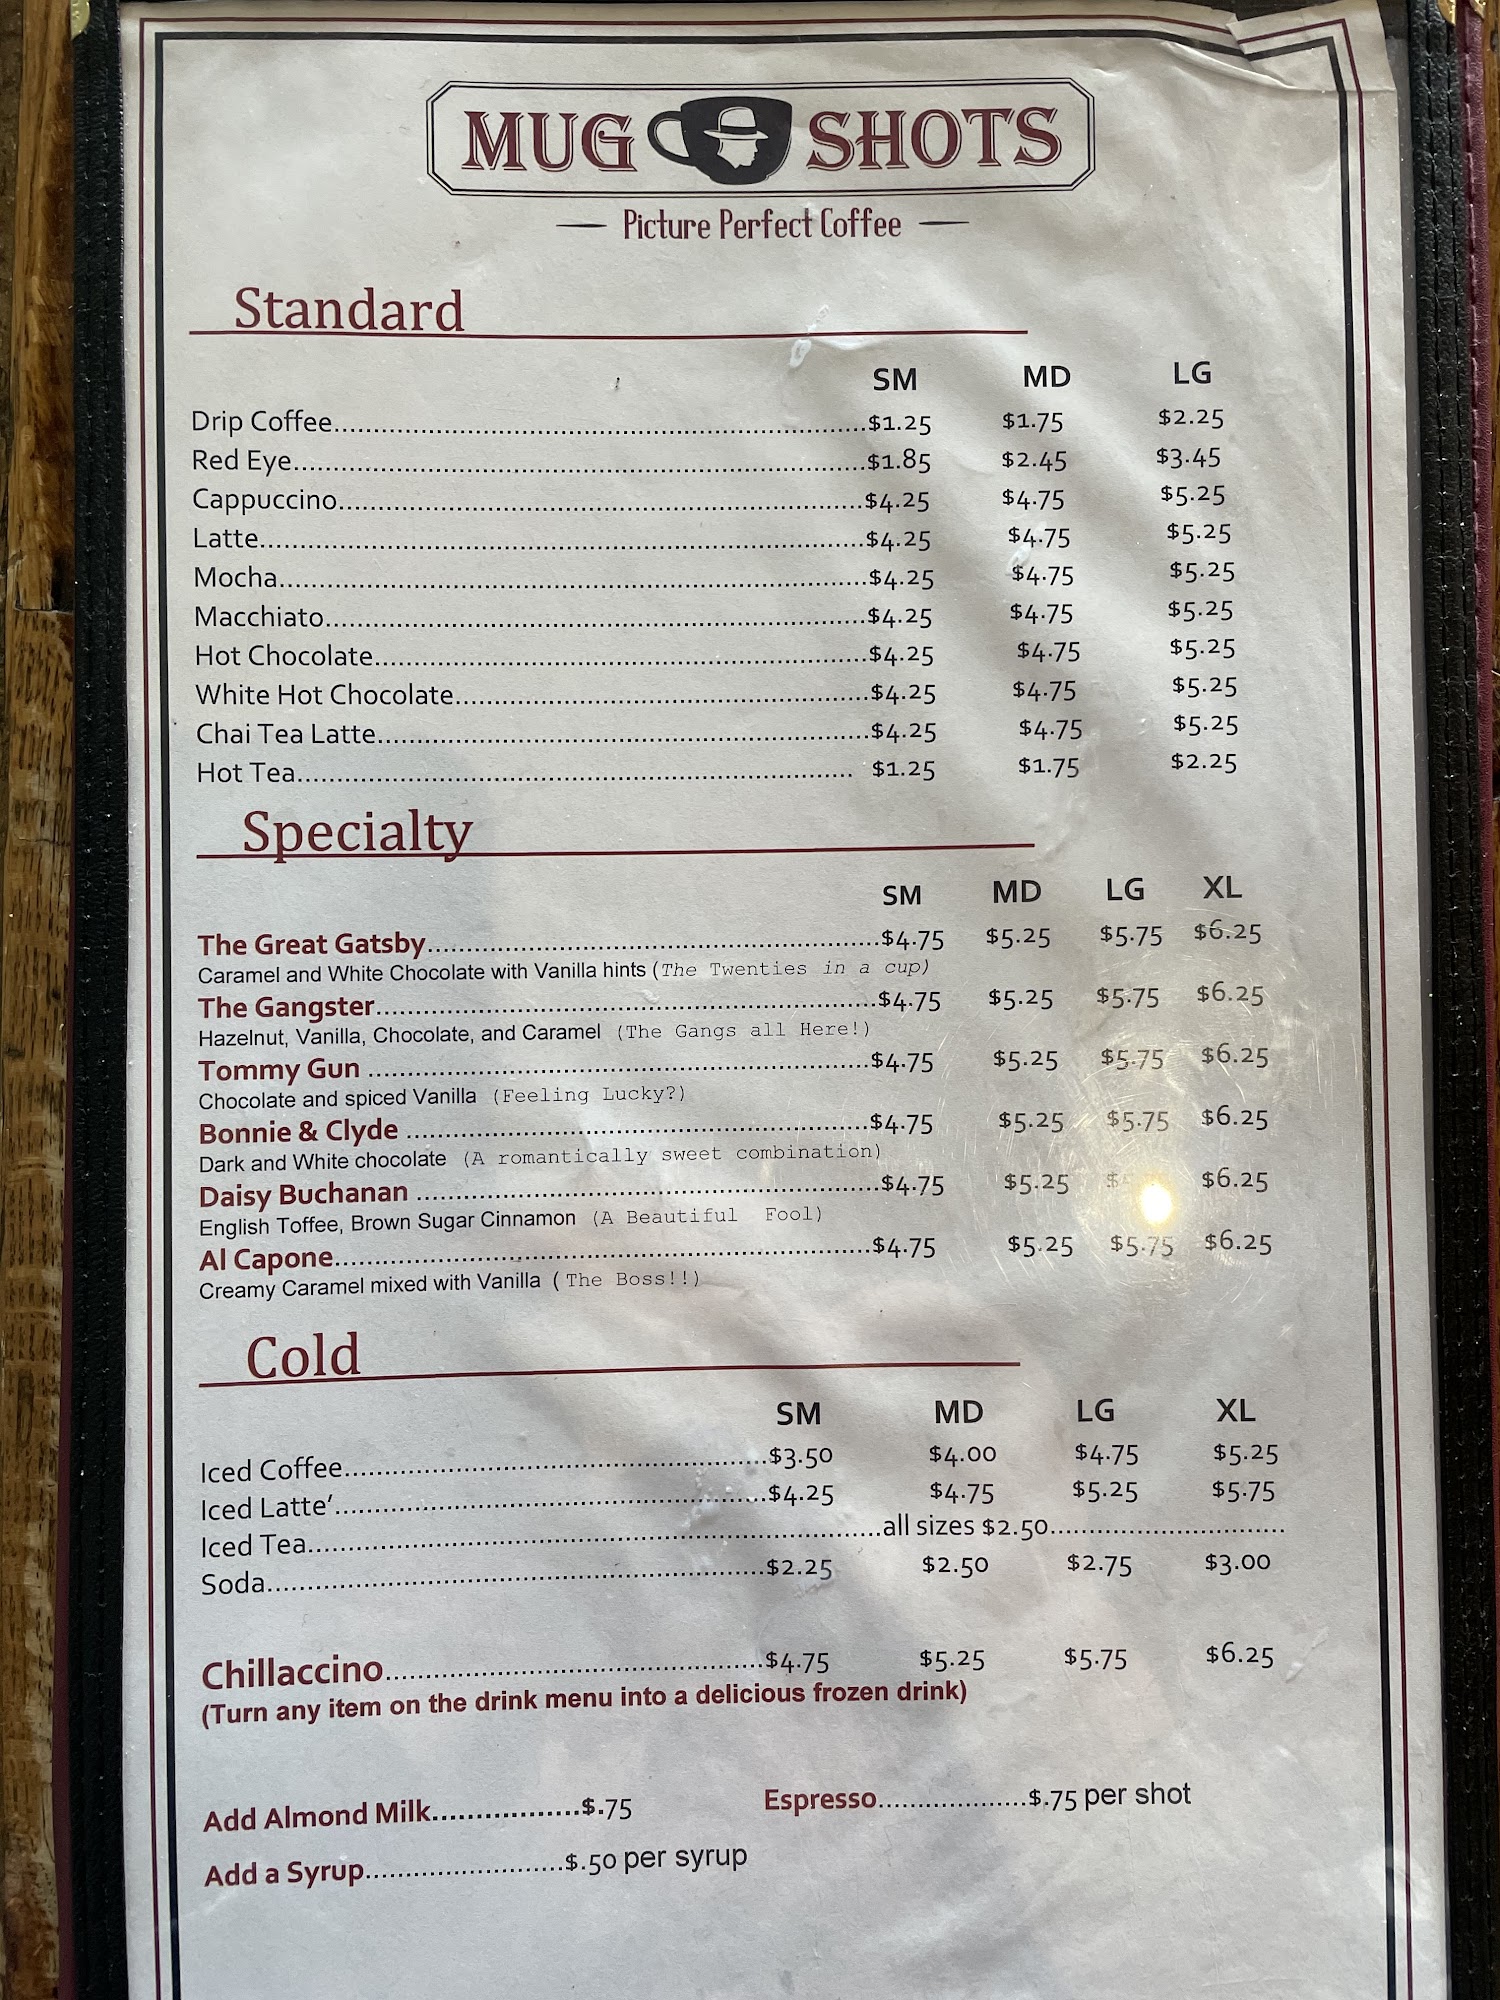 MUG SHOTS
Picture Perfect Coffee
Standard
SM MD LG
Drip Coffee....................$1.25 $1.75 $2.25
Red Eye....................$1.85 $2.45 $3.45
Cappuccino....................$4.25 $4.75 $5.25
Latte....................$4.25 $4.75 $5.25
Mocha....................$4.25 $4.75 $5.25
Macchiato....................$4.25 $4.75 $5.25
Hot Chocolate....................$4.25 $4.75 $5.25
White Hot Chocolate....................$4.25 $4.75 $5.25
Chai Tea Latte....................$4.25 $4.75 $5.25
Hot Tea.................... $1.25 $1.75 $2.25
Specialty
SM MD LG XL
The Great Gatsby....................$4.75 $5.25 $5.75 $6.25
Caramel and White Chocolate with Vanilla hints (The Twenties in a cup)
The Gangster....................$4.75 $5.25 $5.75 $6.25
Hazelnut, Vanilla, Chocolate, and Caramel (The Gangs all Here!)
Tommy Gun ....................$4.75 $5.25 $5.75 $6.25
Chocolate and spiced Vanilla (Feeling Lucky?)
Bonnie & Clyde ....................$4.75 $5.25 $5.75 $6.25
Dark and White chocolate (A romantically sweet combination)
Daisy Buchanan ....................$4.75 $5.25 $6.25
English Toffee, Brown Sugar Cinnamon (A Beautiful Fool)
Al Capone....................$4.75 $5.25 $5.75 $6.25
Creamy Caramel mixed with Vanilla (The Boss!!)
Cold
SM MD LG XL
Iced Coffee....................$3.50 $4.00 $4.75 $5.25
Iced Latte'....................$4.25 $4.75 $5.25 $5.75
Iced Tea....................all sizes $2.50....................
Soda....................$2.25 $2.50 $2.75 $3.00
Chillaccino....................$4.75 $5.25 $5.75 $6.25
(Turn any item on the drink menu into a delicious frozen drink)
Add Almond Milk.................$.75 Espresso...................$.75 per shot
Add a Syrup.......................$.50 per syrup